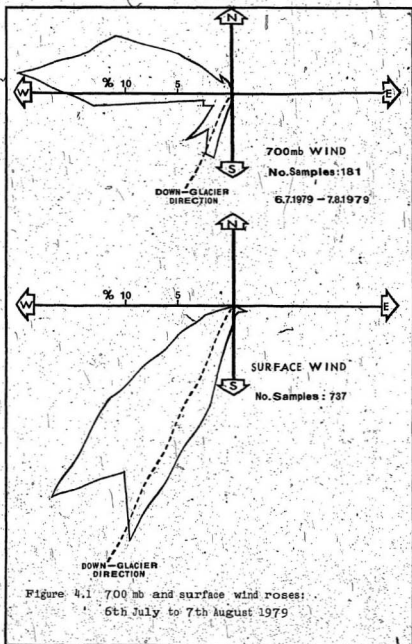 N
W
% 10 5
E
S
700mb WIND
No.Samples:181
6.7.1979 – 7.8.1979
DOWN–GLACIER
DIRECTION
N
W
% 10 5
E
S
SURFACE WIND
No.Samples: 737
DOWN–GLACIER
DIRECTION
Figure 4.1 700 mb and surface wind roses:
6th July to 7th August 1979